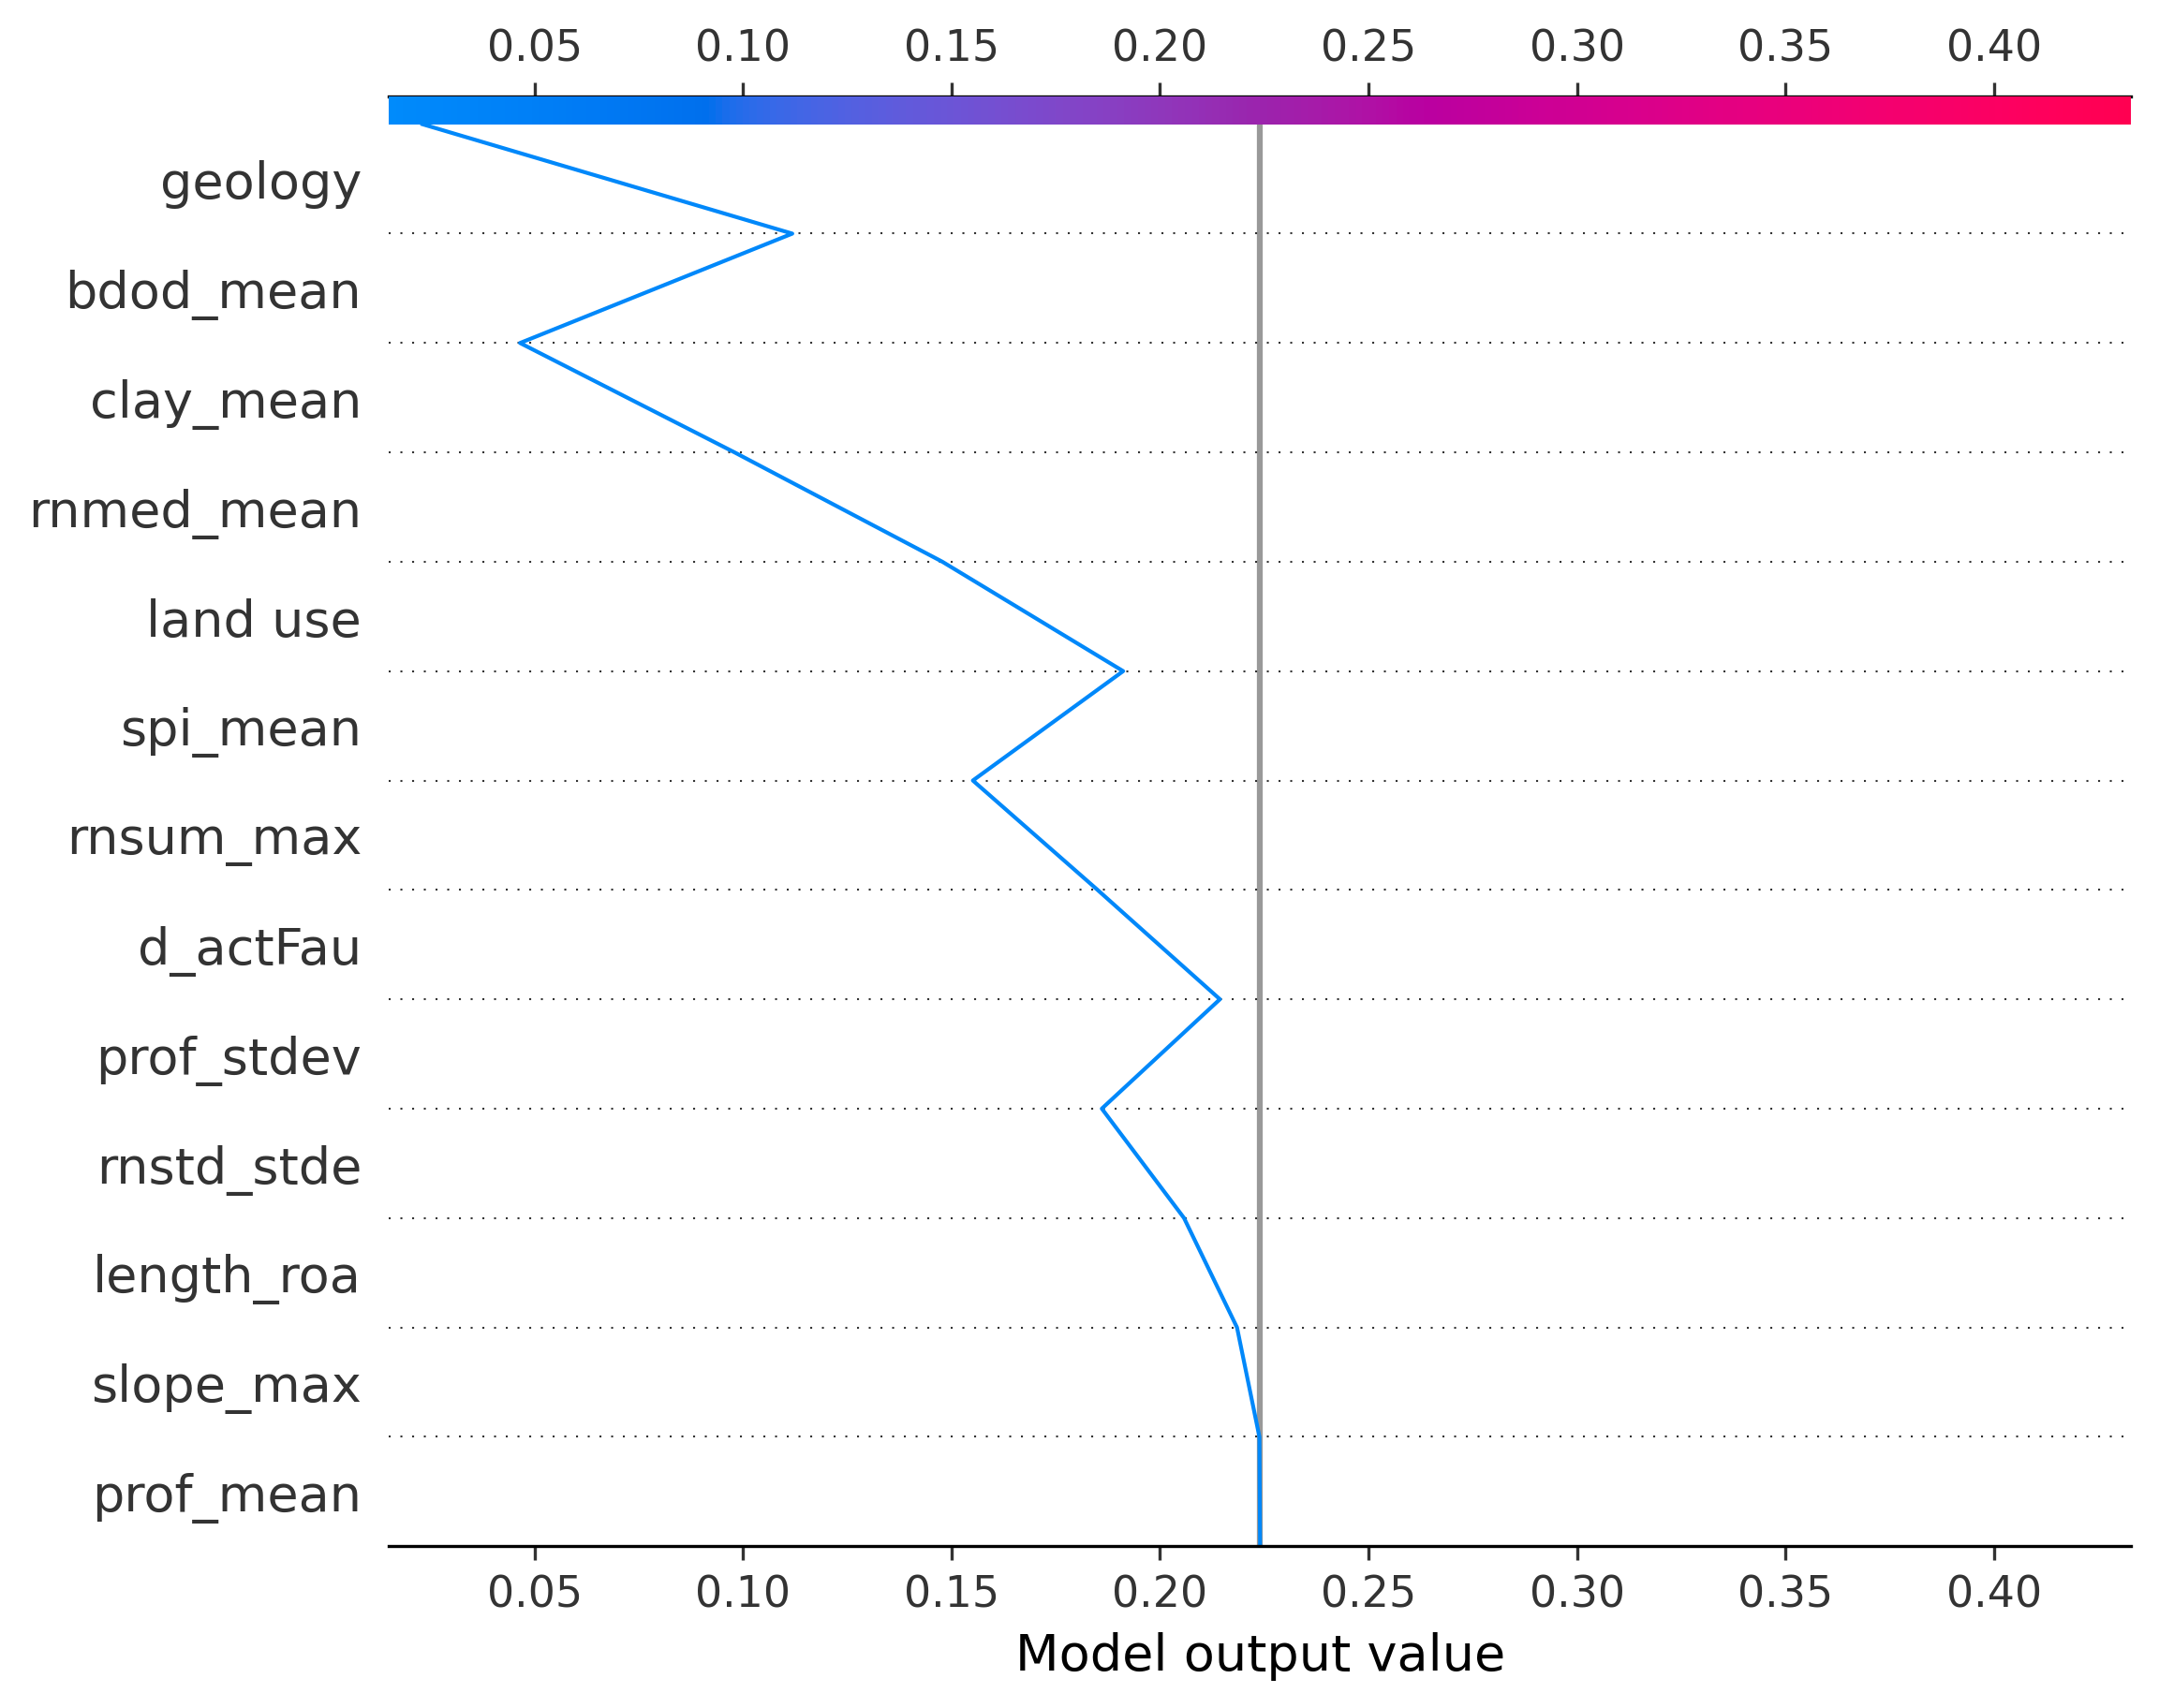 0.05 0.10 0.15 0.20 0.25 0.30 0.35 0.40
geology
bdod_mean
clay_mean
rnmed_mean
land use
spi_mean
rnsum_max
d_actFau
prof_stdev
rnstd_stde
length_roa
slope_max
prof_mean
0.05 0.10 0.15 0.20 0.25 0.30 0.35 0.40
Model output value